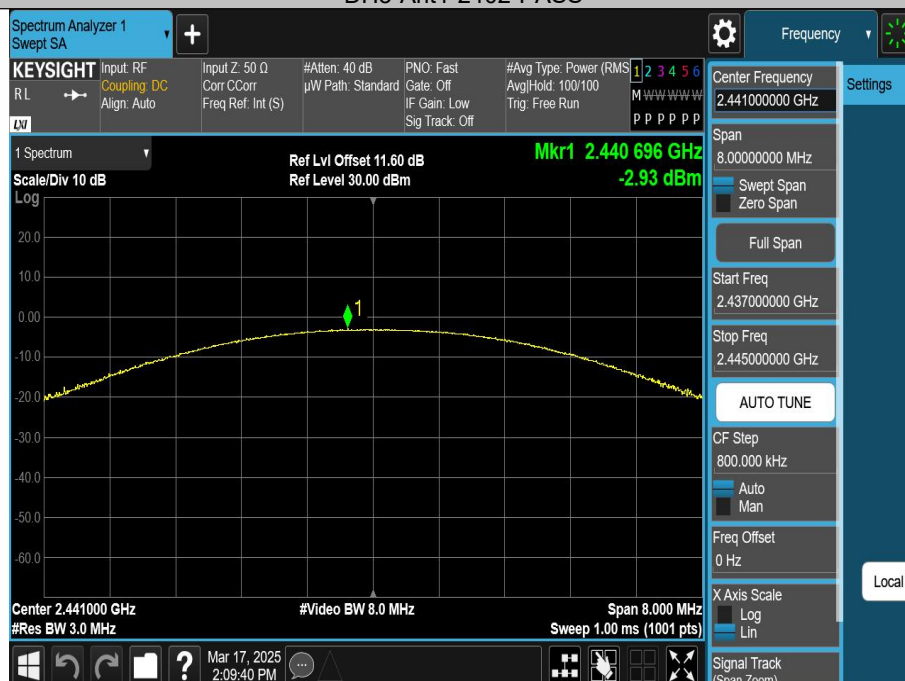 Spectrum Analyzer 1
Swept SA
Frequency
KEYSIGHT
RL
LXI
Input: RF
Coupling: DC
Align: Auto
Input Z: 50 Ω
Corr CCorr
Freq Ref: Int (S)
#Atten: 40 dB
µW Path: Standard
PNO: Fast
Gate: Off
IF Gain: Low
Sig Track: Off
#Avg Type: Power (RMS
Avg|Hold: 100/100
Trig: Free Run
1 2 3 4 5 6
M W W W W W
P P P P P P
1 Spectrum
Scale/Div 10 dB
Log
Ref Lvl Offset 11.60 dB
Ref Level 30.00 dBm
Mkr1 2.440 696 GHz
-2.93 dBm
20.0
10.0
0.00
-10.0
-20.0
-30.0
-40.0
-50.0
-60.0
1
Center 2.441000 GHz
#Res BW 3.0 MHz
#Video BW 8.0 MHz
Span 8.000 MHz
Sweep 1.00 ms (1001 pts)
?
Mar 17, 2025
2:09:40 PM
Center Frequency
2.441000000 GHz
Span
8.00000000 MHz
Swept Span
Zero Span
Full Span
Start Freq
2.437000000 GHz
Stop Freq
2.445000000 GHz
AUTO TUNE
CF Step
800.000 kHz
Auto
Man
Freq Offset
0 Hz
X Axis Scale
Log
Lin
Signal Track
(Span Zoom)
Settings
Local